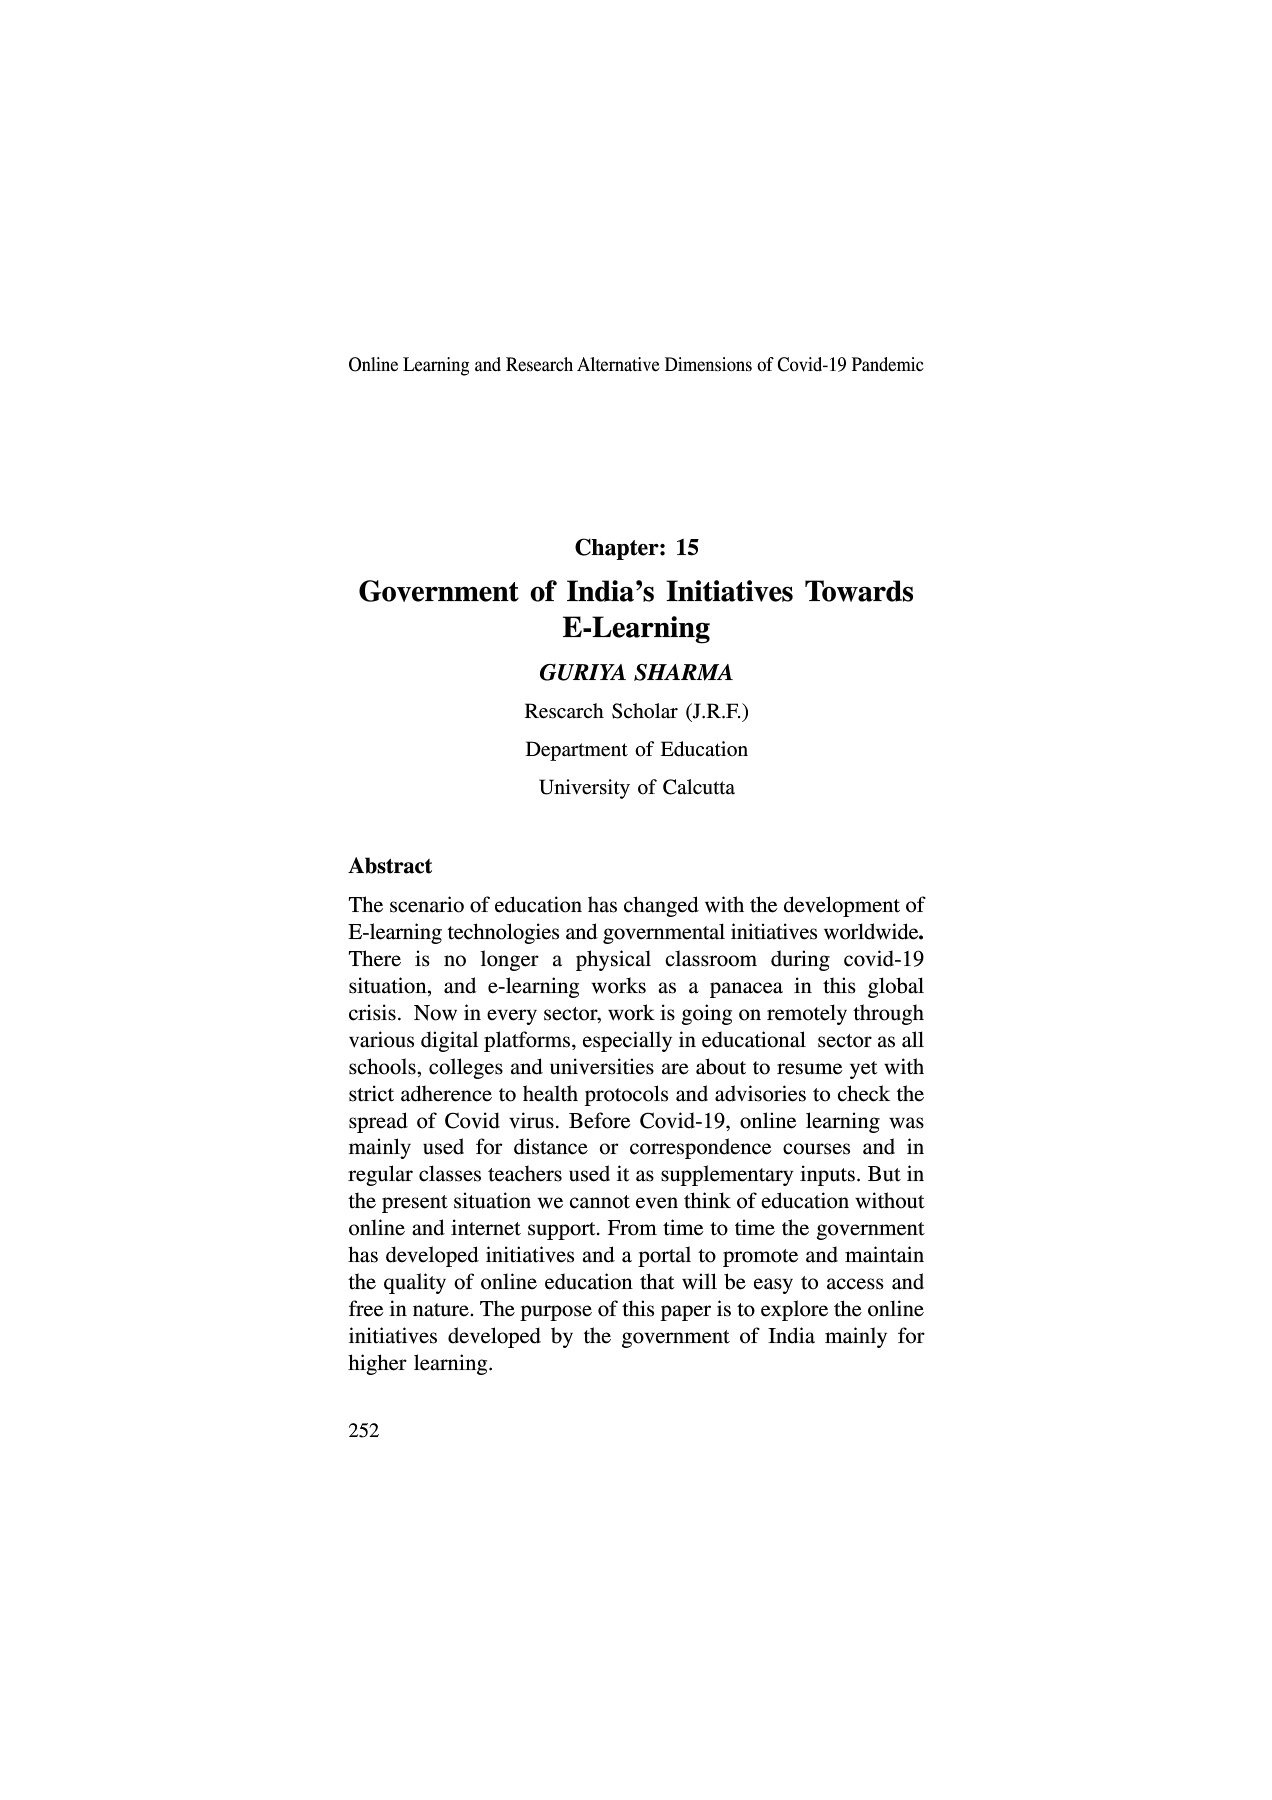 Online Learning and Research Alternative Dimensions of Covid-19 Pandemic
Chapter: 15
Government of India’s Initiatives Towards
E-Learning
GURIYA SHARMA
Rescarch Scholar (J.R.F.)
Department of Education
University of Calcutta
Abstract
The scenario of education has changed with the development of
E-learning technologies and governmental initiatives worldwide.
There is no longer a physical classroom during covid-19
situation, and e-learning works as a panacea in this global
crisis. Now in every sector, work is going on remotely through
various digital platforms, especially in educational sector as all
schools, colleges and universities are about to resume yet with
strict adherence to health protocols and advisories to check the
spread of Covid virus. Before Covid-19, online learning was
mainly used for distance or correspondence courses and in
regular classes teachers used it as supplementary inputs. But in
the present situation we cannot even think of education without
online and internet support. From time to time the government
has developed initiatives and a portal to promote and maintain
the quality of online education that will be easy to access and
free in nature. The purpose of this paper is to explore the online
initiatives developed by the government of India mainly for
higher learning.
252